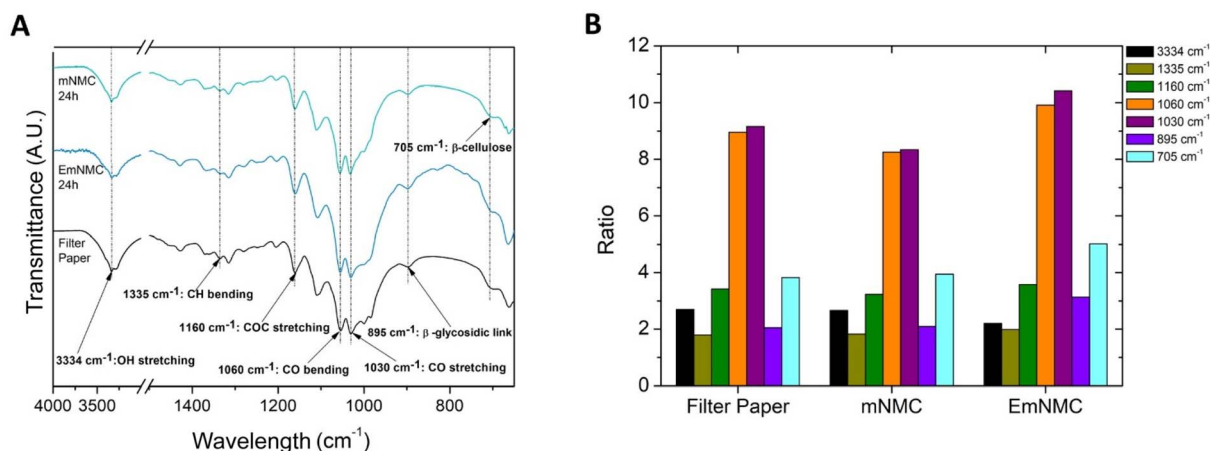 A
mNMC
24h
705 cm⁻¹: β-cellulose
EmNMC
24h
Filter
Paper
1335 cm⁻¹: CH bending
1160 cm⁻¹: COC stretching
895 cm⁻¹: β -glycosidic link
3334 cm⁻¹:OH stretching
1060 cm⁻¹: CO bending
1030 cm⁻¹: CO stretching
Transmittance (A.U.)
4000 3500 1400 1200 1000 800
Wavelength (cm⁻¹)
B
12
10
8
6
4
2
0
Ratio
3334 cm⁻¹
1335 cm⁻¹
1160 cm⁻¹
1060 cm⁻¹
1030 cm⁻¹
895 cm⁻¹
705 cm⁻¹
Filter Paper mNMC EmNMC